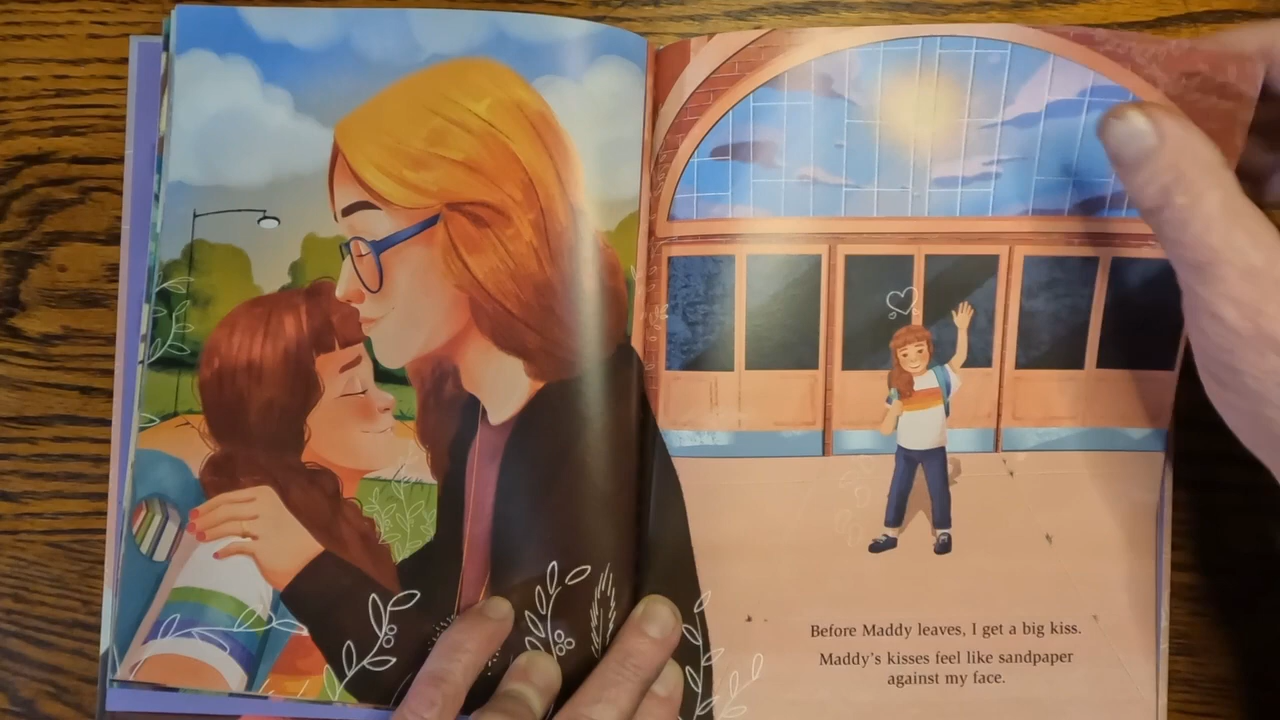 Before Maddy leaves, I get a big kiss.
Maddy's kisses feel like sandpaper
against my face.